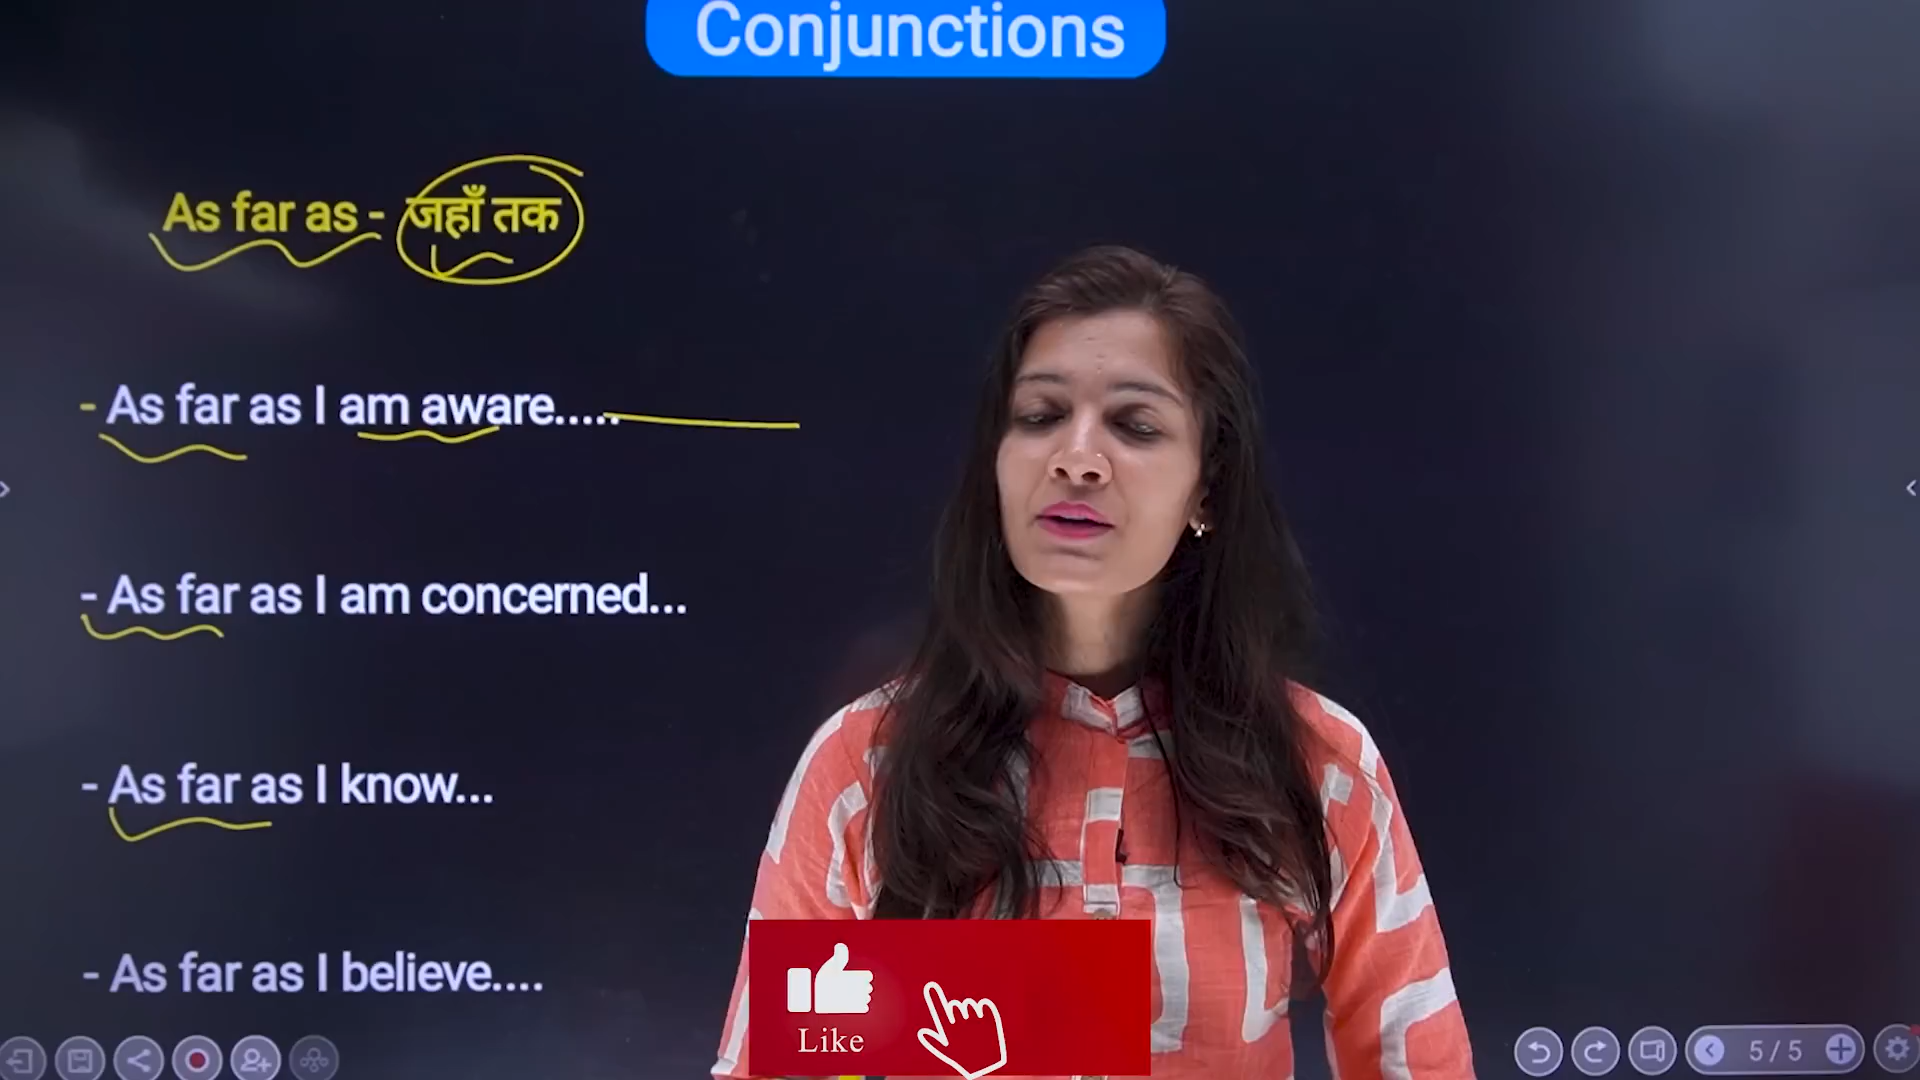 Conjunctions
As far as - जहाँ तक
- As far as I am aware.....
- As far as I am concerned...
- As far as I know...
- As far as I believe....
Like
5 / 5